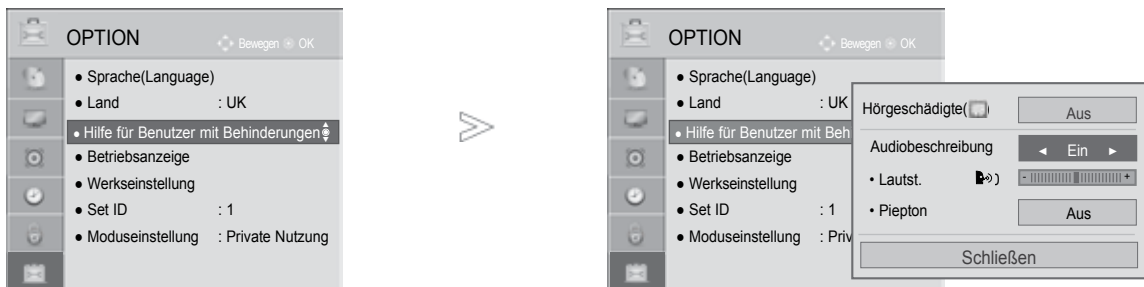 OPTION
Bewegen OK
● Sprache(Language)
● Land : UK
● Hilfe für Benutzer mit Behinderungen
● Betriebsanzeige
● Werkseinstellung
● Set ID : 1
● Moduseinstellung : Private Nutzung
OPTION
Bewegen OK
● Sprache(Language)
● Land : UK
● Hilfe für Benutzer mit Beh
● Betriebsanzeige
● Werkseinstellung
● Set ID : 1
● Moduseinstellung : Priv
Hörgeschädigte( ) Aus
Audiobeschreibung ◄ Ein ►
• Lautst. - +
• Piepton Aus
Schließen